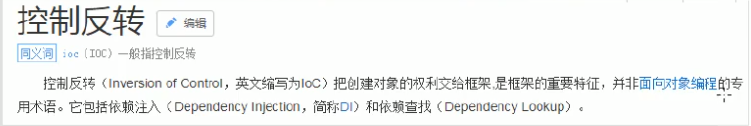 控制反转 编辑
同义词 ioc（IOC）一般指控制反转
控制反转（Inversion of Control，英文缩写为IoC）把创建对象的权利交给框架,是框架的重要特征，并非面向对象编程的专
用术语。它包括依赖注入（Dependency Injection，简称DI）和依赖查找（Dependency Lookup）。